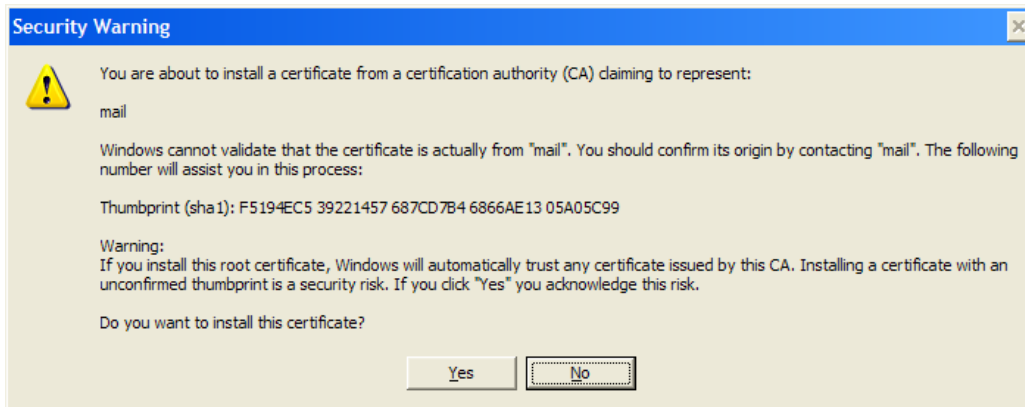 Security Warning
You are about to install a certificate from a certification authority (CA) claiming to represent:
mail
Windows cannot validate that the certificate is actually from "mail". You should confirm its origin by contacting "mail". The following
number will assist you in this process:
Thumbprint (sha1): F5194EC5 39221457 687CD7B4 6866AE13 05A05C99
Warning:
If you install this root certificate, Windows will automatically trust any certificate issued by this CA. Installing a certificate with an
unconfirmed thumbprint is a security risk. If you click "Yes" you acknowledge this risk.
Do you want to install this certificate?
Yes
No